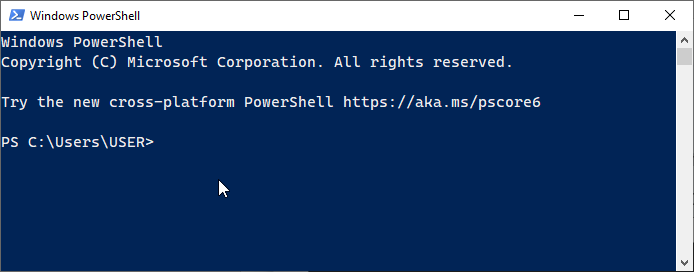 Windows PowerShell
Windows PowerShell
Copyright (C) Microsoft Corporation. All rights reserved.
Try the new cross-platform PowerShell https://aka.ms/pscore6
PS C:\Users\USER>